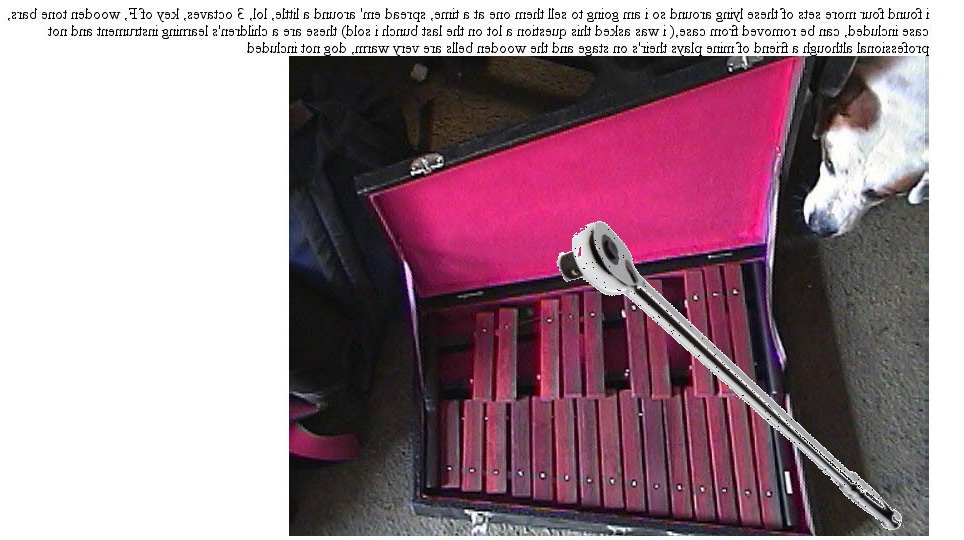 i found four more sets of these lying around so i am going to sell them one at a time, spread em' around a little, lol, 3 octaves, key of F, wooden tone bars,
case included, can be removed from case,( i was asked this question a lot on the last bunch i sold) these are a children's learning instrument and not
professional although a friend of mine plays their's on stage and the wooden bells are very warm, dog not included